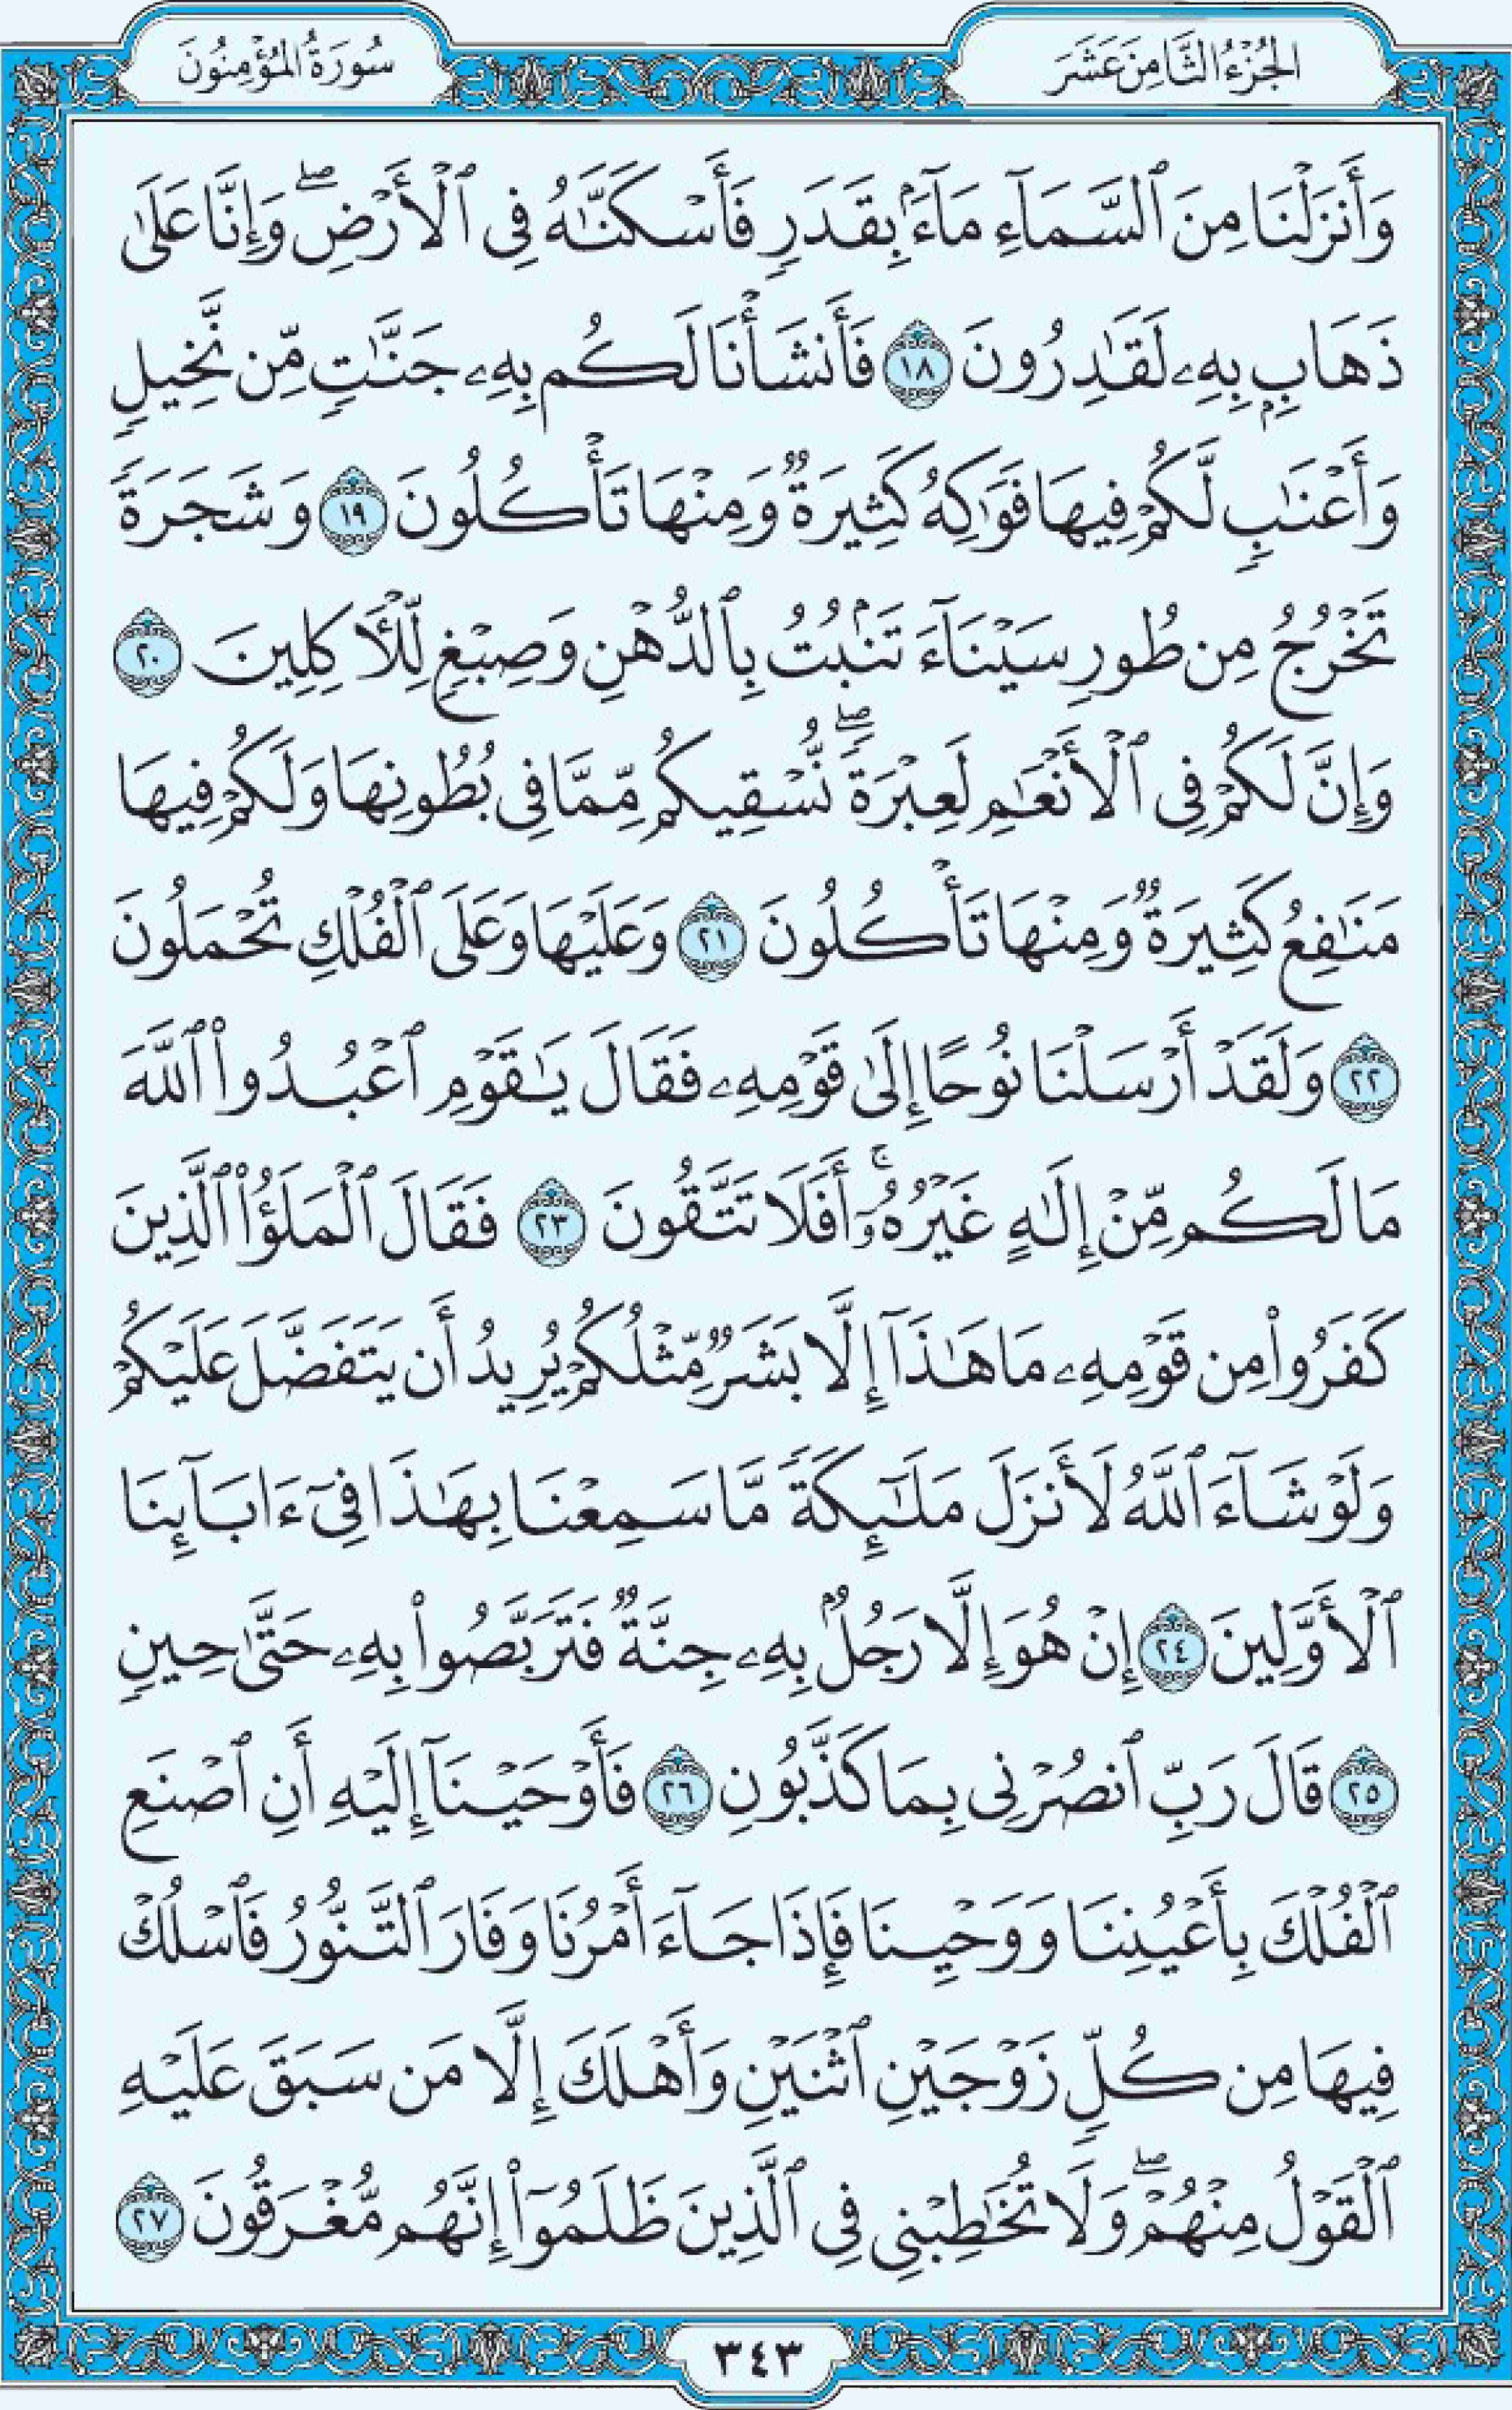 الجُزْءُ الثَّامِنَ عَشَرَ
سُورَةُ المُؤْمِنُونَ
وَأَنزَلْنَا مِنَ ٱلسَّمَآءِ مَآءَۢ بِقَدَرٖ فَأَسْكَنَّٰهُ فِى ٱلْأَرْضِۖ وَإِنَّا عَلَىٰ
ذَهَابِۭ بِهِۦ لَقَٰدِرُونَ ١٨ فَأَنشَأْنَا لَكُم بِهِۦ جَنَّٰتٖ مِّن نَّخِيلٖ
وَأَعْنَٰبٖ لَّكُمْ فِيهَا فَوَٰكِهُ كَثِيرَةٞ وَمِنْهَا تَأْكُلُونَ ١٩ وَشَجَرَةٗ
تَخْرُجُ مِن طُورِ سَيْنَآءَ تَنۢبُتُ بِٱلدُّهْنِ وَصِبْغٖ لِّلْأٓكِلِينَ ٢٠
وَإِنَّ لَكُمْ فِى ٱلْأَنْعَٰمِ لَعِبْرَةٗۖ نُّسْقِيكُم مِّمَّا فِى بُطُونِهَا وَلَكُمْ فِيهَا
مَنَٰفِعُ كَثِيرَةٞ وَمِنْهَا تَأْكُلُونَ ٢١ وَعَلَيْهَا وَعَلَى ٱلْفُلْكِ تُحْمَلُونَ
٢٢ وَلَقَدْ أَرْسَلْنَا نُوحًا إِلَىٰ قَوْمِهِۦ فَقَالَ يَٰقَوْمِ ٱعْبُدُوا۟ ٱللَّهَ
مَا لَكُم مِّنْ إِلَٰهٍ غَيْرُهُۥٓۚ أَفَلَا تَتَّقُونَ ٢٣ فَقَالَ ٱلْمَلَؤُا۟ ٱلَّذِينَ
كَفَرُوا۟ مِن قَوْمِهِۦ مَا هَٰذَآ إِلَّا بَشَرٞ مِّثْلُكُمْ يُرِيدُ أَن يَتَفَضَّلَ عَلَيْكُمْ
وَلَوْ شَآءَ ٱللَّهُ لَأَنزَلَ مَلَٰٓئِكَةٗ مَّا سَمِعْنَا بِهَٰذَا فِىٓ ءَابَآئِنَا
ٱلْأَوَّلِينَ ٢٤ إِنْ هُوَ إِلَّا رَجُلُۢ بِهِۦ جِنَّةٞ فَتَرَبَّصُوا۟ بِهِۦ حَتَّىٰ حِينٖ
٢٥ قَالَ رَبِّ ٱنصُرْنِى بِمَا كَذَّبُونِ ٢٦ فَأَوْحَيْنَآ إِلَيْهِ أَنِ ٱصْنَعِ
ٱلْفُلْكَ بِأَعْيُنِنَا وَوَحْيِنَا فَإِذَا جَآءَ أَمْرُنَا وَفَارَ ٱلتَّنُّورُ فَٱسْلُكْ
فِيهَا مِن كُلّٖ زَوْجَيْنِ ٱثْنَيْنِ وَأَهْلَكَ إِلَّا مَن سَبَقَ عَلَيْهِ
ٱلْقَوْلُ مِنْهُمْۖ وَلَا تُخَٰطِبْنِى فِى ٱلَّذِينَ ظَلَمُوٓا۟ إِنَّهُم مُّغْرَقُونَ ٢٧
٣٤٣